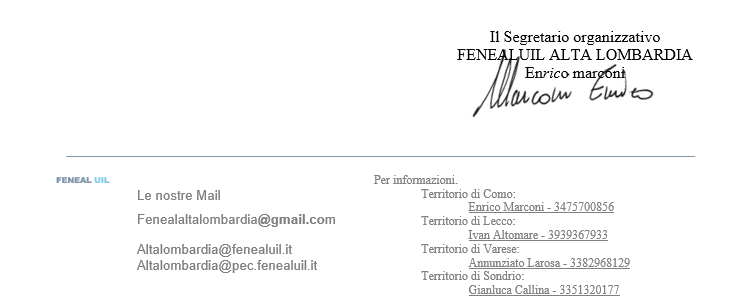 Il Segretario organizzativo
FENEALUIL ALTA LOMBARDIA
Enrico marconi
Marconi Enrico
FENEAL UIL
Le nostre Mail
Fenealaltalombardia@gmail.com
Altalombardia@fenealuil.it
Altalombardia@pec.fenealuil.it
Per informazioni.
Territorio di Como:
Enrico Marconi - 3475700856
Territorio di Lecco:
Ivan Altomare - 3939367933
Territorio di Varese:
Annunziato Larosa - 3382968129
Territorio di Sondrio:
Gianluca Callina - 3351320177